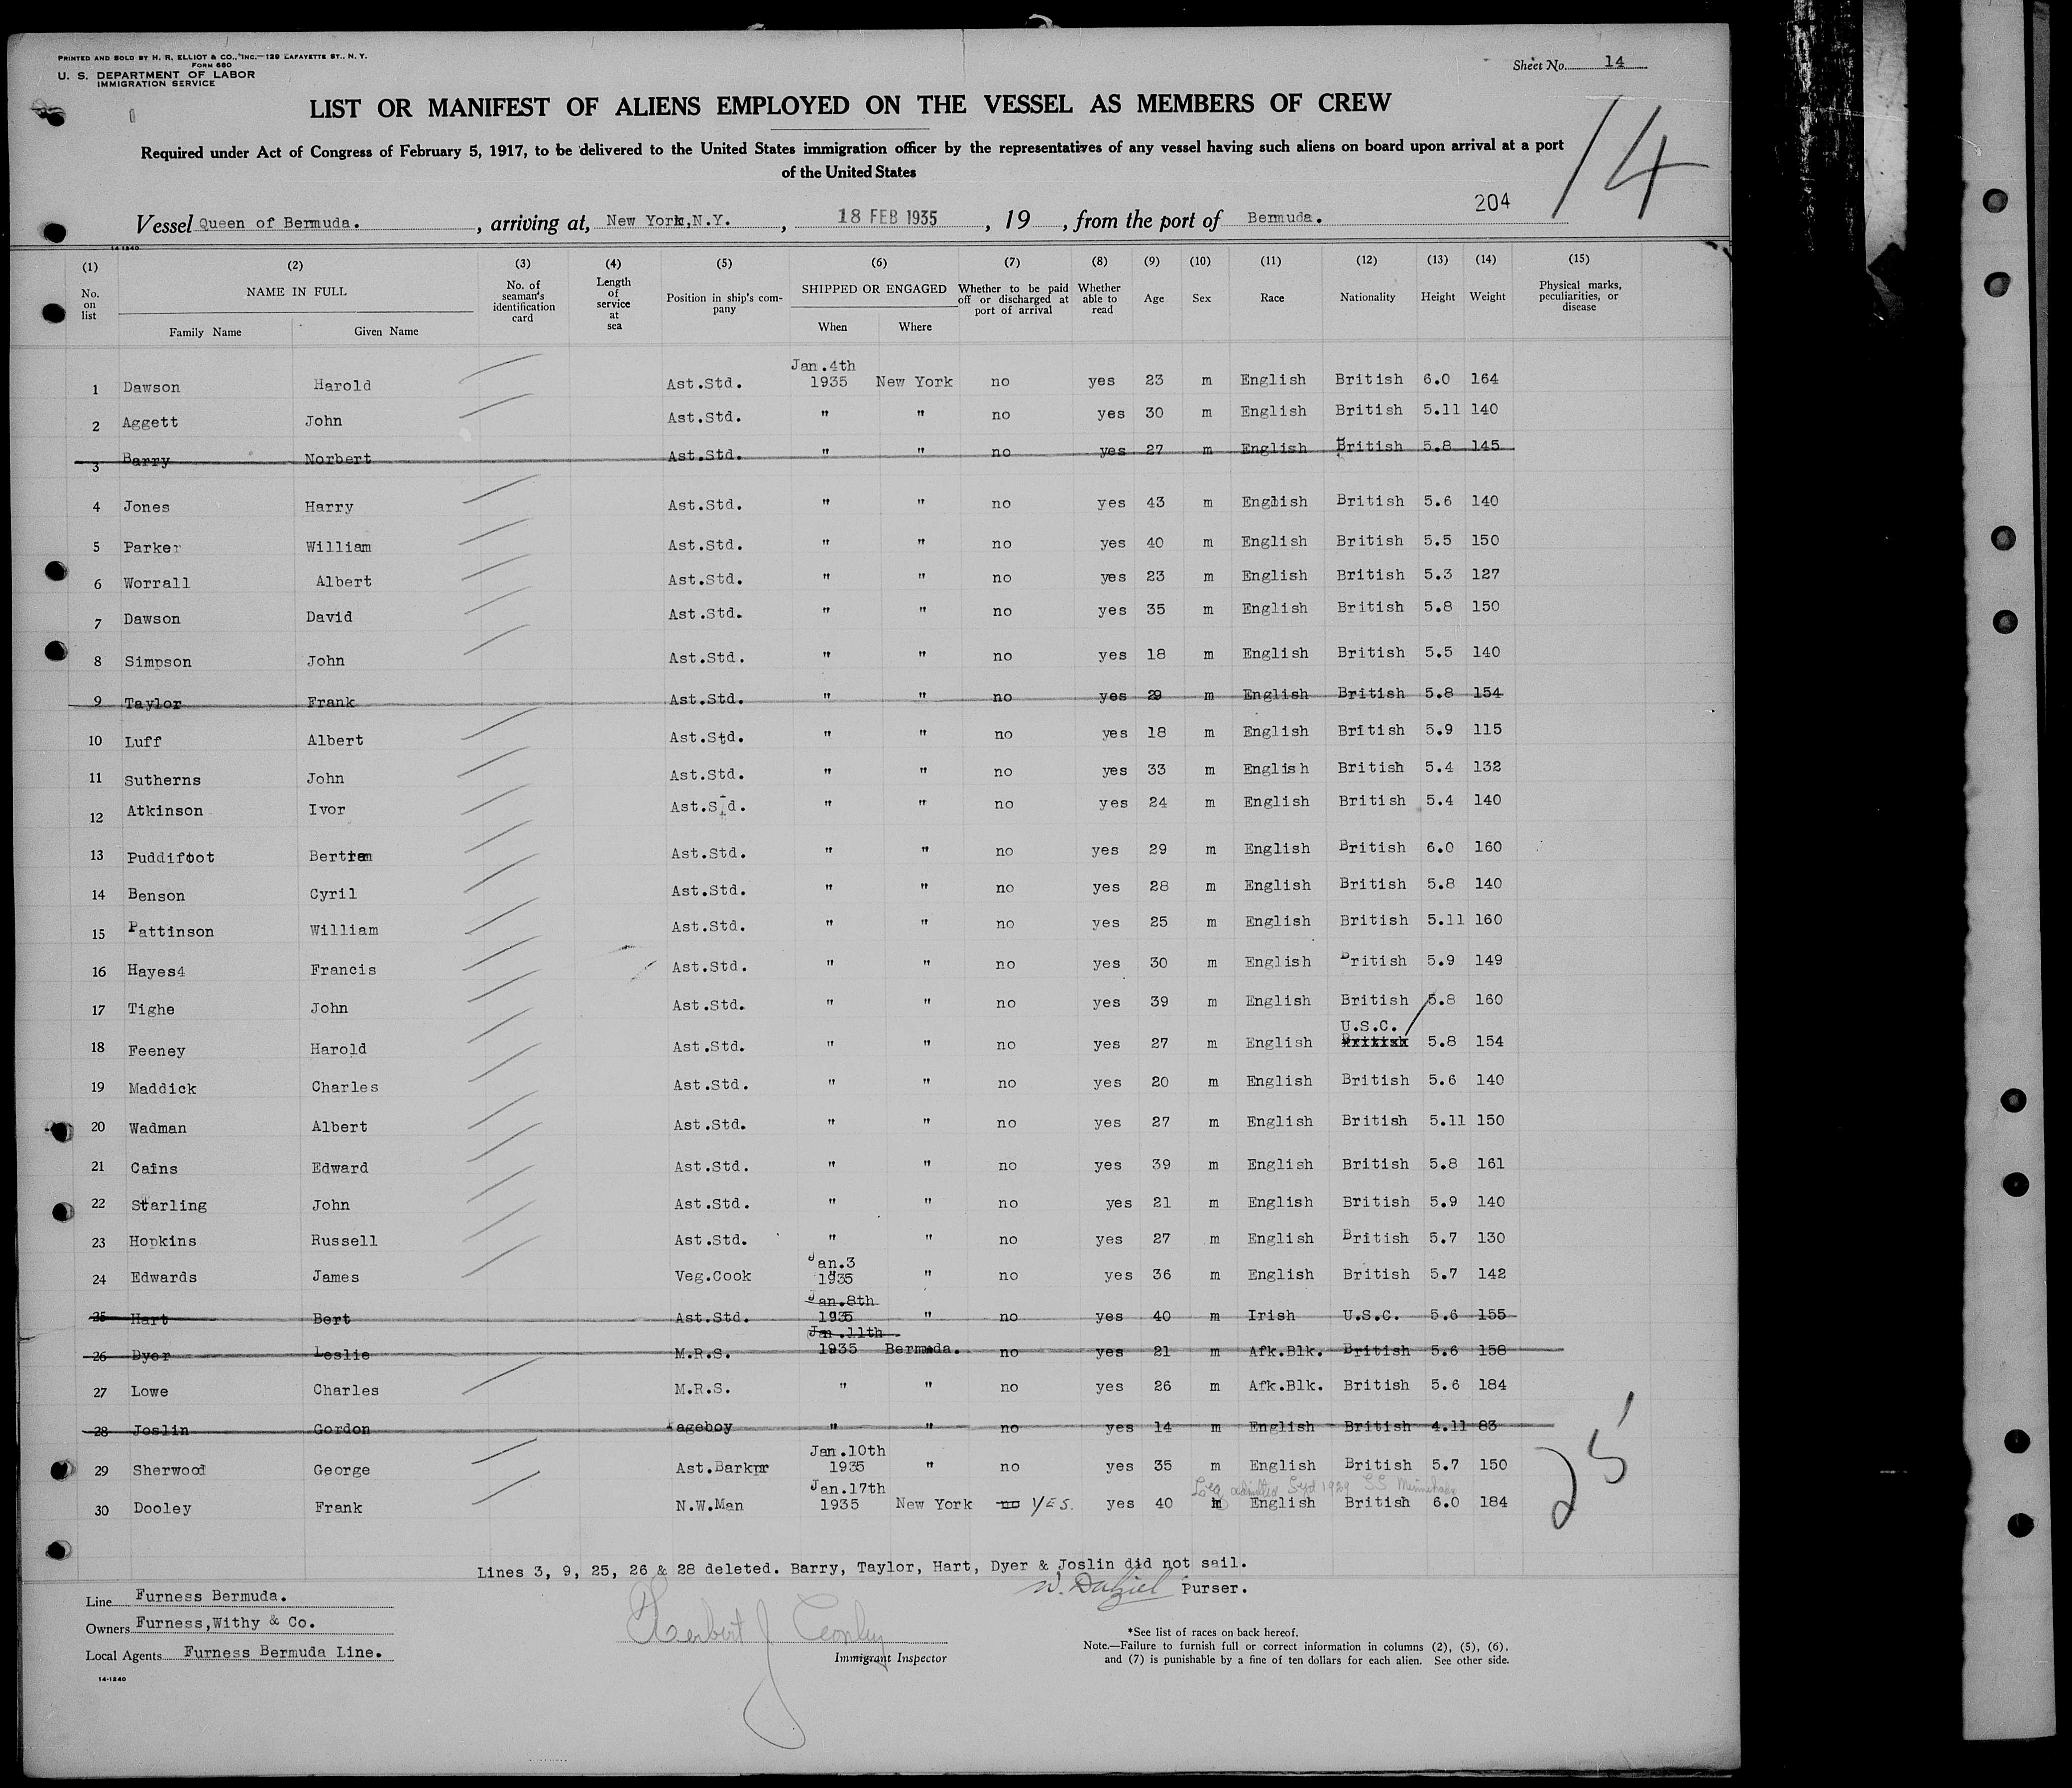 PRINTED AND SOLD BY H. R. ELLIOT & CO., INC.—129 LAFAYETTE ST., N. Y.
FORM 680
U. S. DEPARTMENT OF LABOR
IMMIGRATION SERVICE
Sheet No. 14
LIST OR MANIFEST OF ALIENS EMPLOYED ON THE VESSEL AS MEMBERS OF CREW
14
Required under Act of Congress of February 5, 1917, to be delivered to the United States immigration officer by the representatives of any vessel having such aliens on board upon arrival at a port
of the United States
204
Vessel Queen of Bermuda. , arriving at, New York,N.Y. , 18 FEB 1935 , 19 , from the port of Bermuda.
14-1240
(1) (2) (3) (4) (5) (6) (7) (8) (9) (10) (11) (12) (13) (14) (15)
No. on list NAME IN FULL Family Name Given Name No. of seaman's identification card Length of service at sea Position in ship's company SHIPPED OR ENGAGED When Where Whether to be paid off or discharged at port of arrival Whether able to read Age Sex Race Nationality Height Weight Physical marks, peculiarities, or disease
1 Dawson Harold Ast.Std. Jan.4th 1935 New York no yes 23 m English British 6.0 164
2 Aggett John Ast.Std. " " no yes 30 m English British 5.11 140
3 Barry Norbert Ast.Std. " " no yes 27 m English British 5.8 145
4 Jones Harry Ast.Std. " " no yes 43 m English British 5.6 140
5 Parker William Ast.Std. " " no yes 40 m English British 5.5 150
6 Worrall Albert Ast.Std. " " no yes 23 m English British 5.3 127
7 Dawson David Ast.Std. " " no yes 35 m English British 5.8 150
8 Simpson John Ast.Std. " " no yes 18 m English British 5.5 140
9 Taylor Frank Ast.Std. " " no yes 29 m English British 5.8 154
10 Luff Albert Ast.Std. " " no yes 18 m English British 5.9 115
11 Sutherns John Ast.Std. " " no yes 33 m English British 5.4 132
12 Atkinson Ivor Ast.Std. " " no yes 24 m English British 5.4 140
13 Puddifoot Bertram Ast.Std. " " no yes 29 m English British 6.0 160
14 Benson Cyril Ast.Std. " " no yes 28 m English British 5.8 140
15 Pattinson William Ast.Std. " " no yes 25 m English British 5.11 160
16 Hayes4 Francis Ast.Std. " " no yes 30 m English British 5.9 149
17 Tighe John Ast.Std. " " no yes 39 m English British 5.8 160
18 Feeney Harold Ast.Std. " " no yes 27 m English U.S.C. British 5.8 154
19 Maddick Charles Ast.Std. " " no yes 20 m English British 5.6 140
20 Wadman Albert Ast.Std. " " no yes 27 m English British 5.11 150
21 Cains Edward Ast.Std. " " no yes 39 m English British 5.8 161
22 Starling John Ast.Std. " " no yes 21 m English British 5.9 140
23 Hopkins Russell Ast.Std. " " no yes 27 m English British 5.7 130
24 Edwards James Veg.Cook Jan.3 1935 " no yes 36 m English British 5.7 142
25 Hart Bert Ast.Std. Jan.8th 1935 " no yes 40 m Irish U.S.C. 5.6 155
26 Dyer Leslie M.R.S. Jan.11th 1935 Bermuda. no yes 21 m Afk.Blk. British 5.6 158
27 Lowe Charles M.R.S. " " no yes 26 m Afk.Blk. British 5.6 184
28 Joslin Gordon Pageboy " " no yes 14 m English British 4.11 83
29 Sherwood George Ast.Barkpr Jan.10th 1935 " no yes 35 m English British 5.7 150
Leg admitted Sept 1929 SS
30 Dooley Frank N.W.Man Jan.17th 1935 New York no YES. yes 40 m English British 6.0 184
25
Lines 3, 9, 25, 26 & 28 deleted. Barry, Taylor, Hart, Dyer & Joslin did not sail.
W. Dalziel Purser.
Line Furness Bermuda.
Owners Furness,Withy & Co.
Local Agents Furness Bermuda Line.
Herbert J
Immigrant Inspector
*See list of races on back hereof.
Note.—Failure to furnish full or correct information in columns (2), (5), (6),
and (7) is punishable by a fine of ten dollars for each alien. See other side.
14-1240